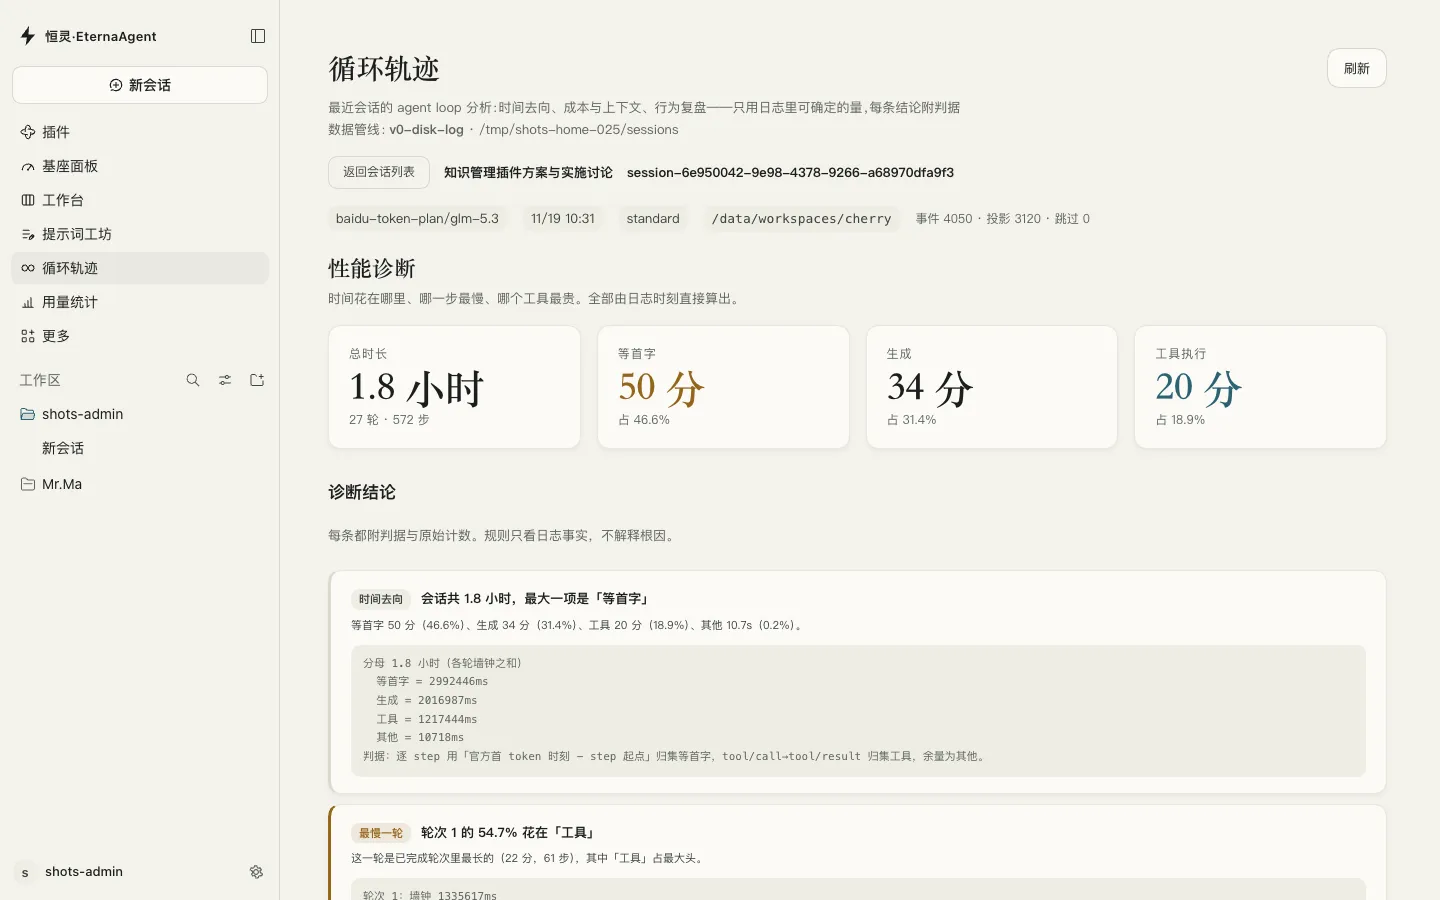 恒灵·EternaAgent
新会话
插件
基座面板
工作台
提示词工坊
循环轨迹
用量统计
更多
工作区
shots-admin
新会话
Mr.Ma
s shots-admin
循环轨迹
刷新
最近会话的 agent loop 分析：时间去向、成本与上下文、行为复盘——只用日志里可确定的量，每条结论附判据
数据管线：v0-disk-log · /tmp/shots-home-025/sessions
返回会话列表 知识管理插件方案与实施讨论 session-6e950042-9e98-4378-9266-a68970dfa9f3
baidu-token-plan/glm-5.3 11/19 10:31 standard /data/workspaces/cherry 事件 4050 · 投影 3120 · 跳过 0
性能诊断
时间花在哪里、哪一步最慢、哪个工具最贵。全部由日志时刻直接算出。
总时长
1.8 小时
27 轮 · 572 步
等首字
50 分
占 46.6%
生成
34 分
占 31.4%
工具执行
20 分
占 18.9%
诊断结论
每条都附判据与原始计数。规则只看日志事实，不解释根因。
时间去向 会话共 1.8 小时，最大一项是「等首字」
等首字 50 分（46.6%）、生成 34 分（31.4%）、工具 20 分（18.9%）、其他 10.7s（0.2%）。
分母 1.8 小时（各轮墙钟之和）
等首字 = 2992446ms
生成 = 2016987ms
工具 = 1217444ms
其他 = 10718ms
判据：逐 step 用「官方首 token 时刻 − step 起点」归集等首字，tool/call→tool/result 归集工具，余量为其他。
最慢一轮 轮次 1 的 54.7% 花在「工具」
这一轮是已完成轮次里最长的（22 分，61 步），其中「工具」占最大头。
轮次 1：墙钟 1335617ms